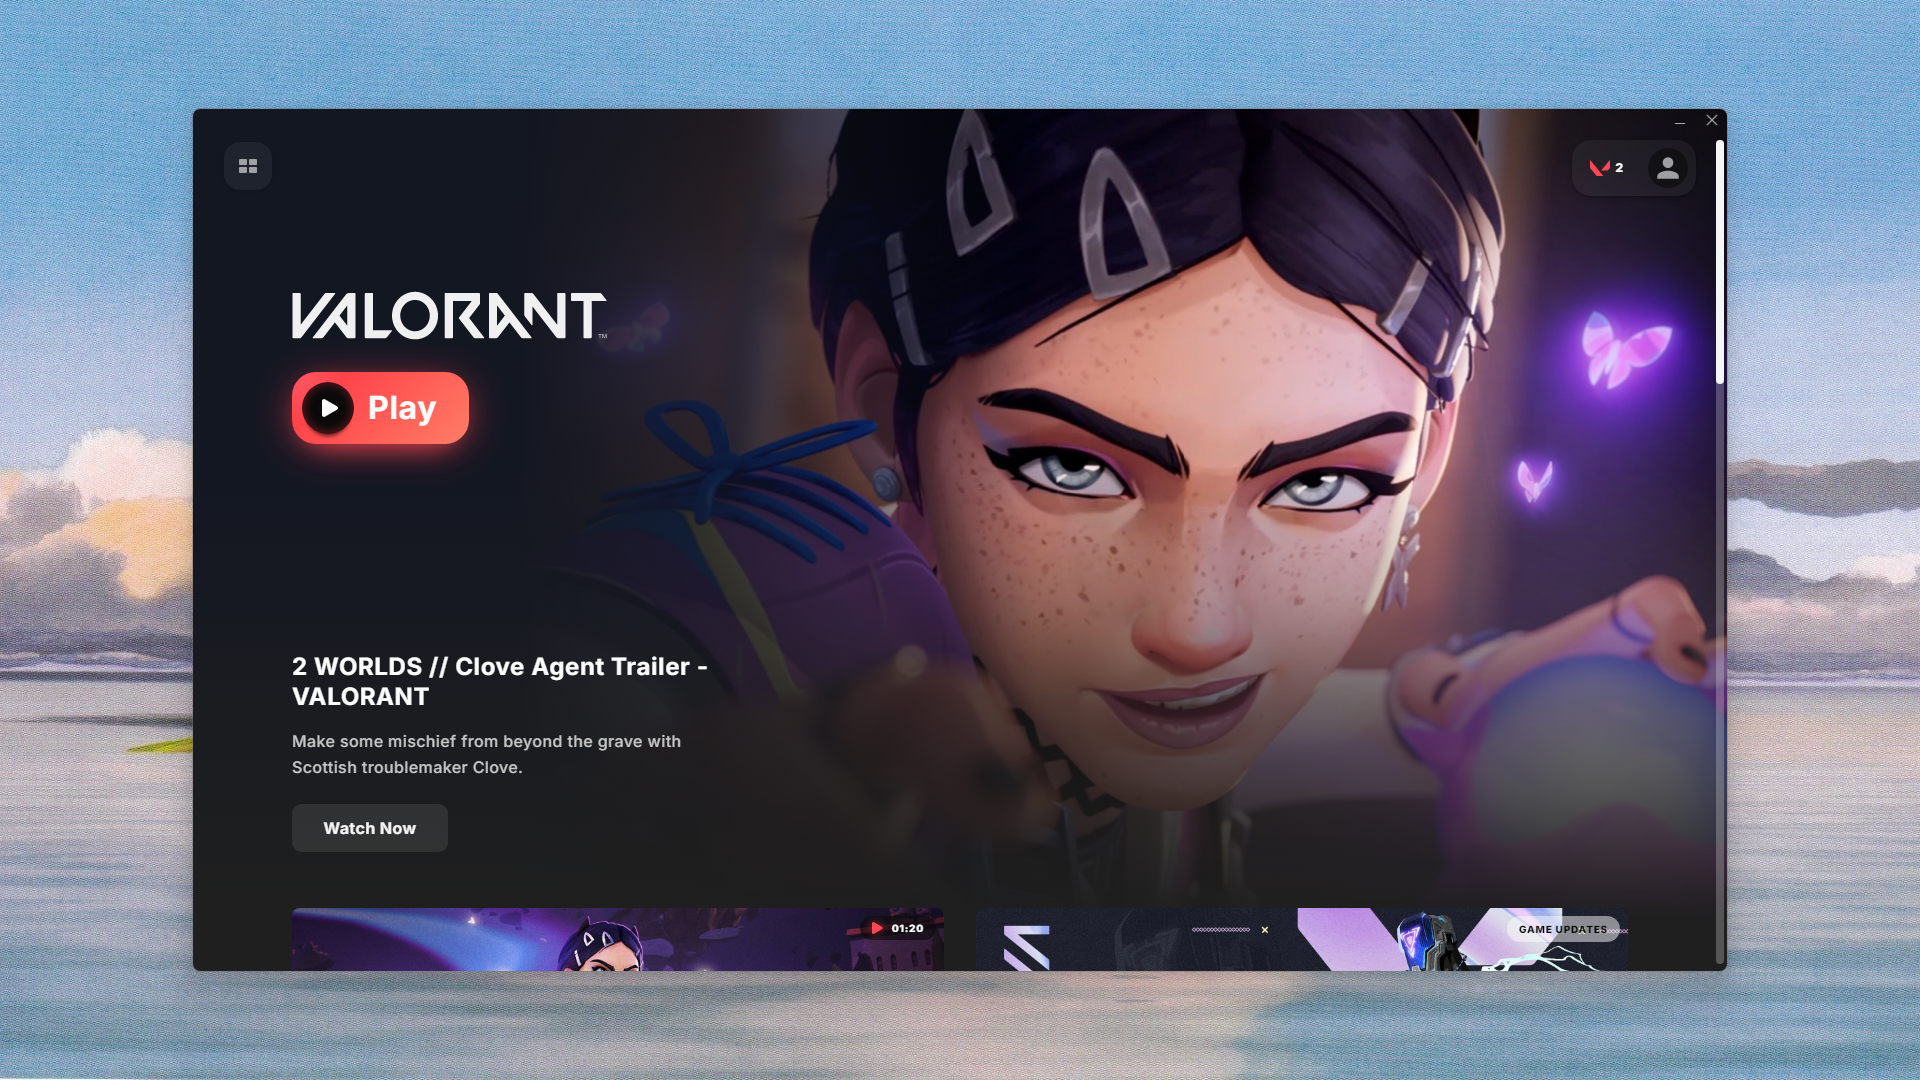 2
VALORANT™
Play
2 WORLDS // Clove Agent Trailer -
VALORANT
Make some mischief from beyond the grave with
Scottish troublemaker Clove.
Watch Now
01:20
GAME UPDATES